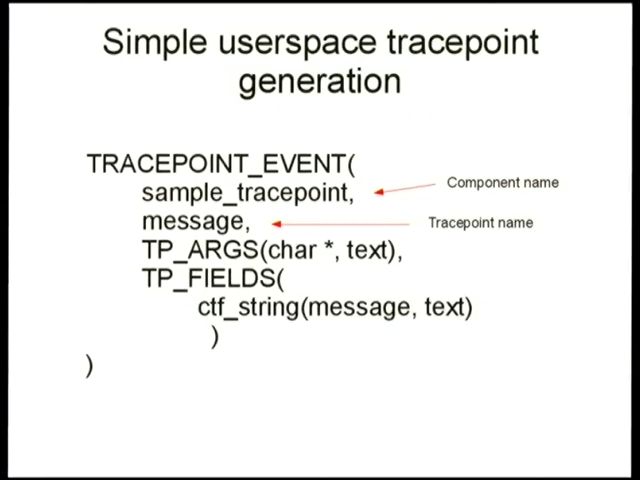 Simple userspace tracepoint
generation
TRACEPOINT_EVENT(
sample_tracepoint,
Component name
message,
Tracepoint name
TP_ARGS(char *, text),
TP_FIELDS(
ctf_string(message, text)
)
)